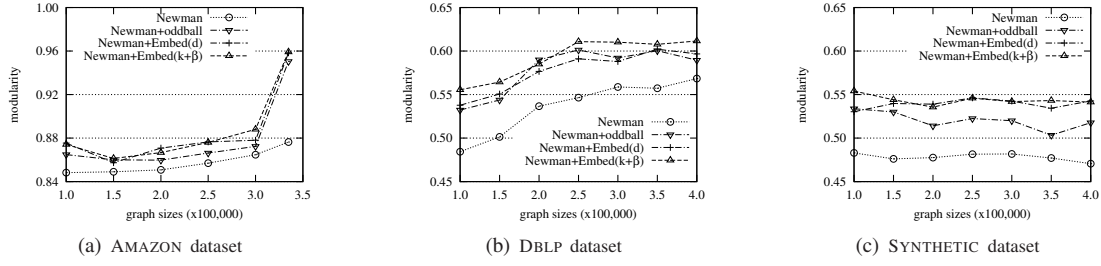 1.00
0.96
0.92
0.88
0.84
modularity
Newman
Newman+oddball
Newman+Embed(d)
Newman+Embed(k+β)
1.0 1.5 2.0 2.5 3.0 3.5
graph sizes (x100,000)
(a) AMAZON dataset
0.65
0.60
0.55
0.50
0.45
modularity
Newman
Newman+oddball
Newman+Embed(d)
Newman+Embed(k+β)
1.0 1.5 2.0 2.5 3.0 3.5 4.0
graph sizes (x100,000)
(b) DBLP dataset
0.65
0.60
0.55
0.50
0.45
modularity
Newman
Newman+oddball
Newman+Embed(d)
Newman+Embed(k+β)
1.0 1.5 2.0 2.5 3.0 3.5 4.0
graph sizes (x100,000)
(c) SYNTHETIC dataset